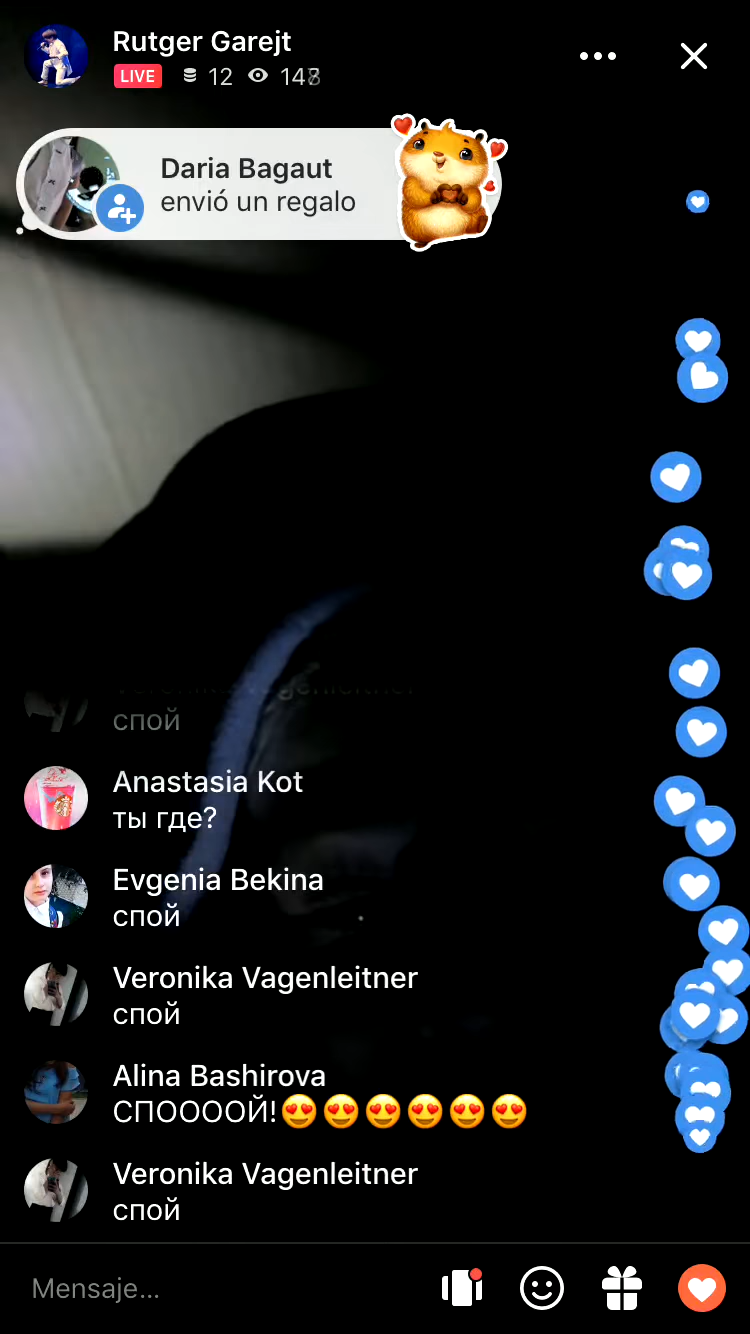 Rutger Garejt
LIVE 12
Daria Bagaut
envió un regalo
спой
Anastasia Kot
ты где?
Evgenia Bekina
спой
Veronika Vagenleitner
спой
Alina Bashirova
СПООООЙ!😍😍😍😍😍😍
Veronika Vagenleitner
спой
Mensaje...